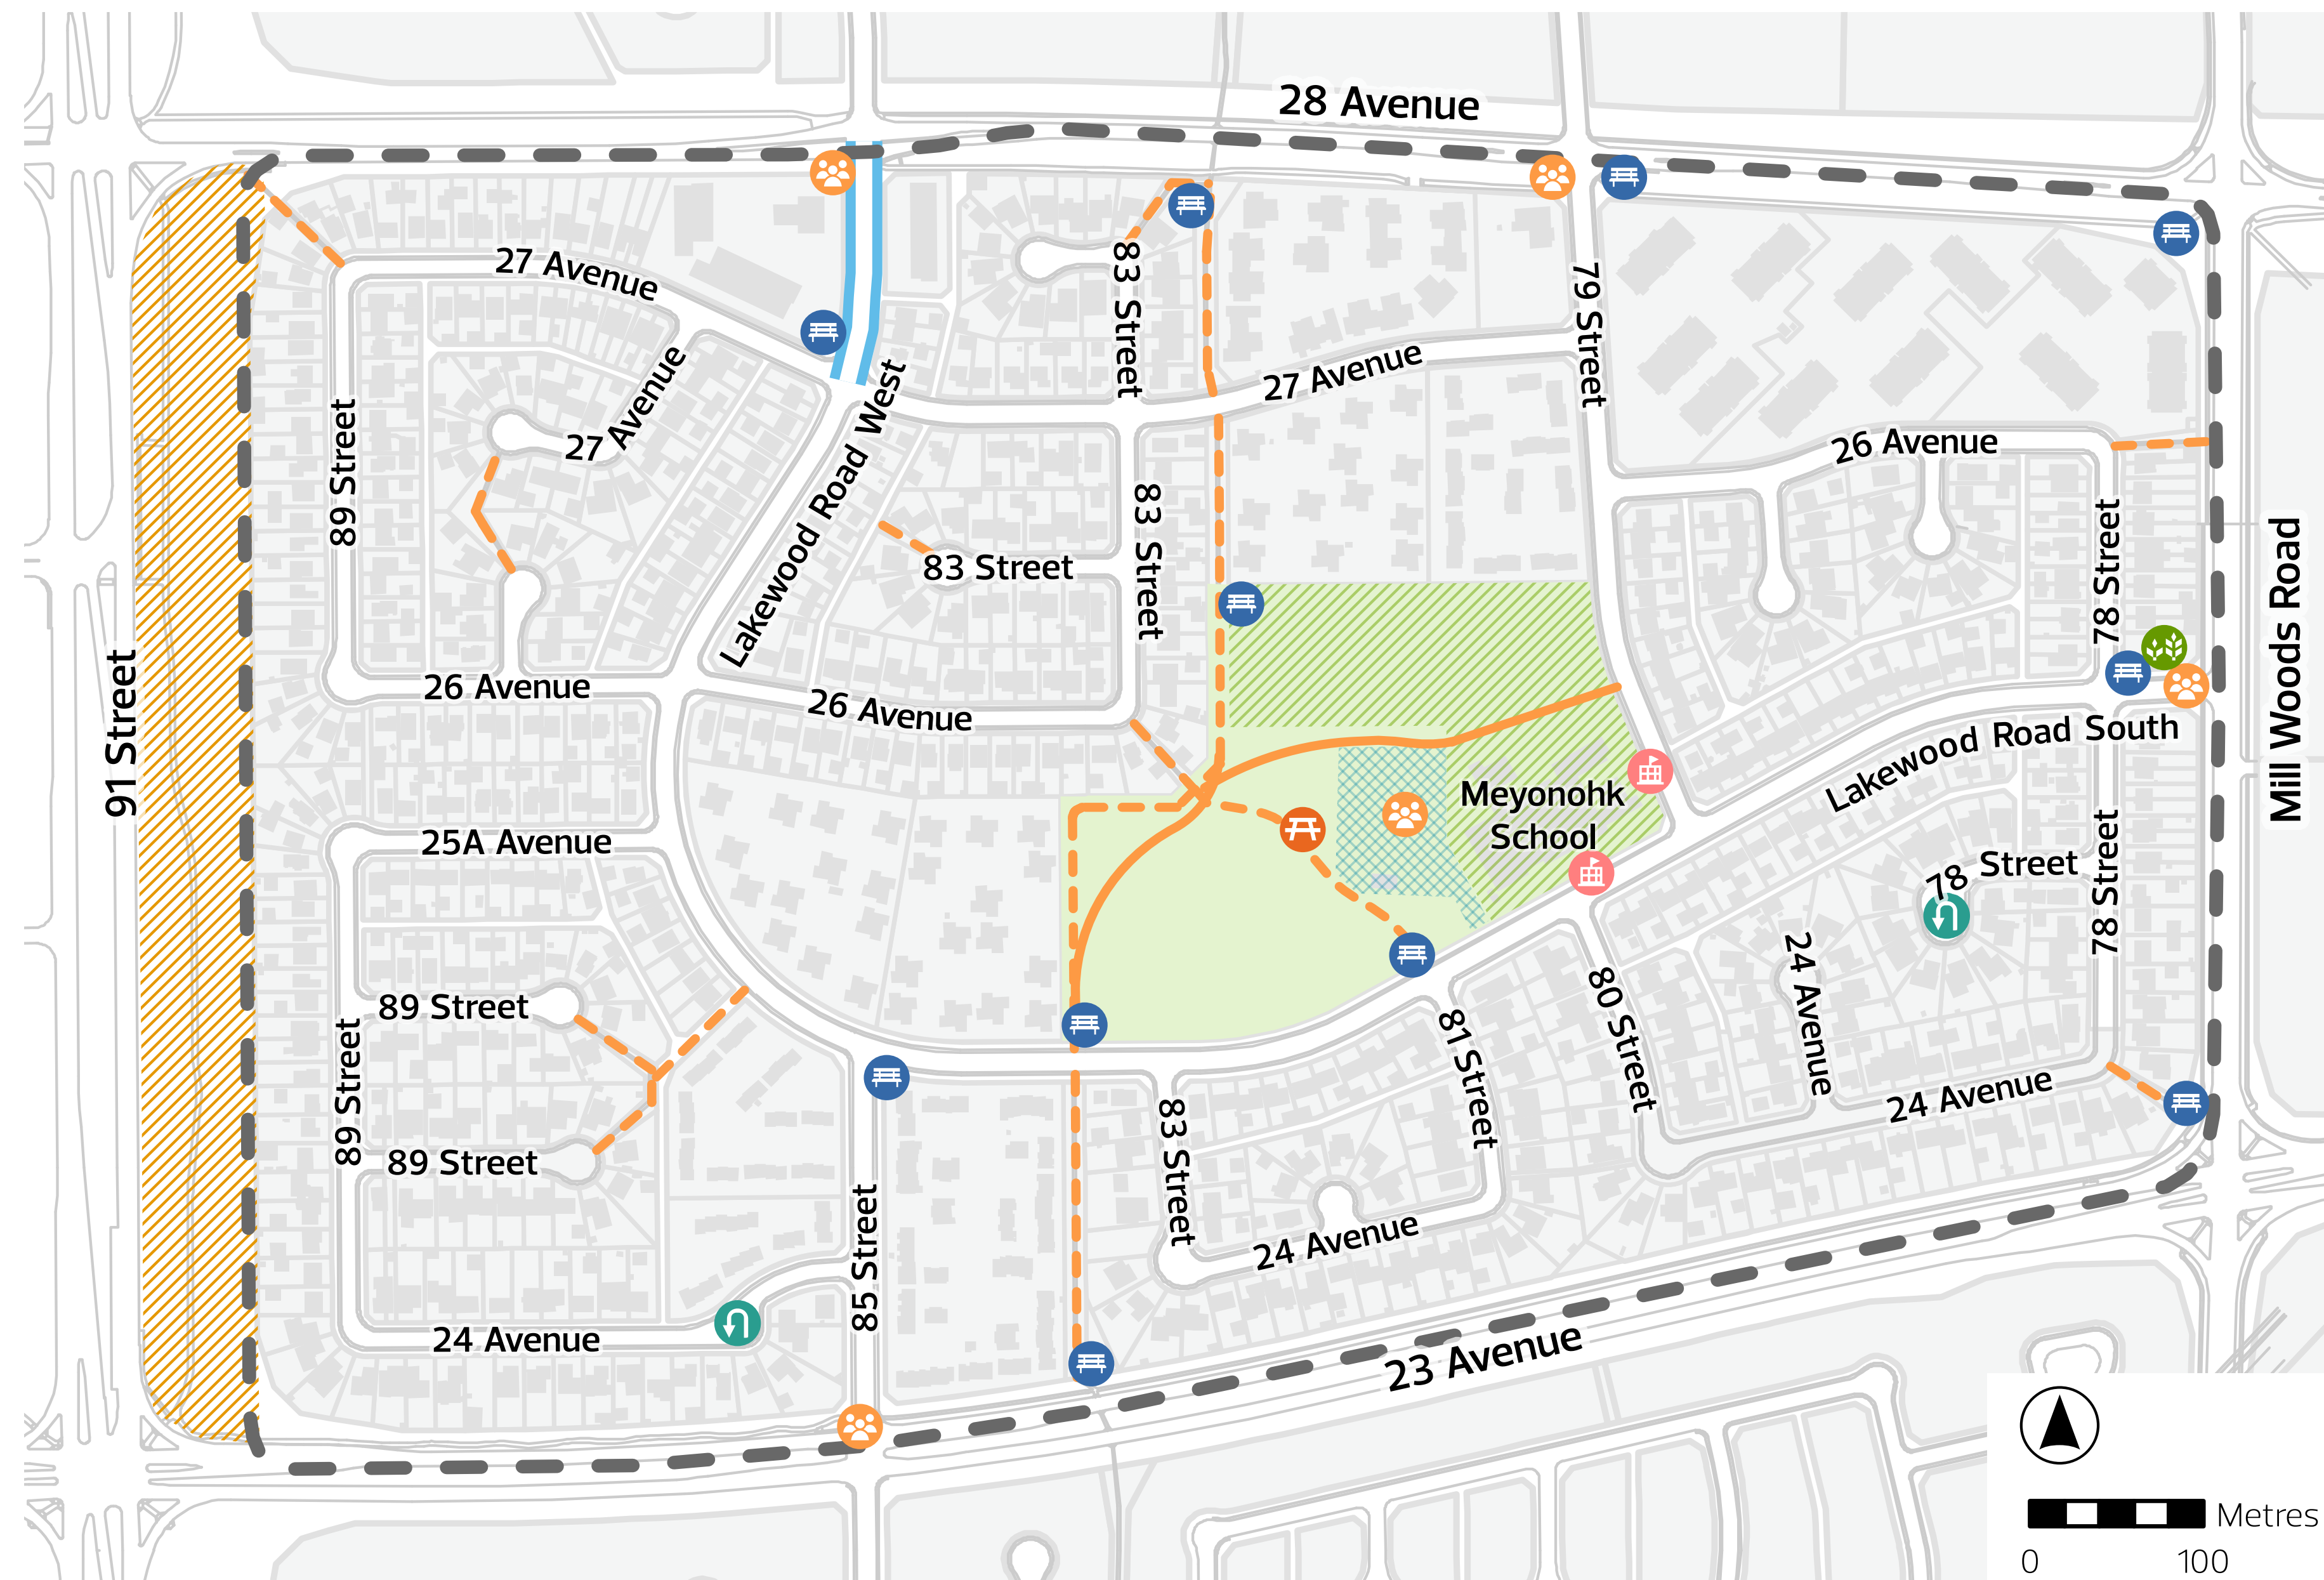 28 Avenue
27 Avenue
83 Street
79 Street
27 Avenue
27 Avenue
Lakewood Road West
89 Street
26 Avenue
83 Street
83 Street
78 Street
Mill Woods Road
91 Street
26 Avenue
26 Avenue
Lakewood Road South
Meyonohk
School
25A Avenue
78 Street
78 Street
24 Avenue
80 Street
89 Street
89 Street
81 Street
24 Avenue
83 Street
89 Street
85 Street
24 Avenue
24 Avenue
23 Avenue
Metres
0 100